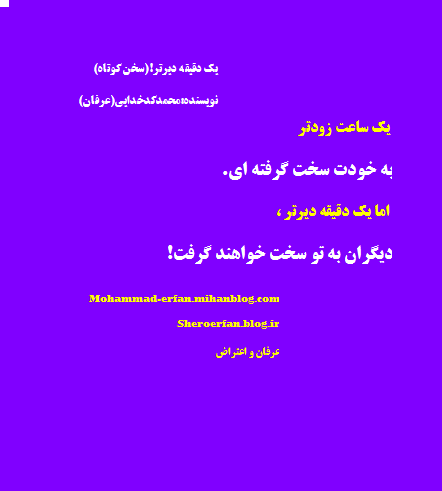 یک دقیقه دیرتر!(سخن کوتاه)
نویسنده:محمدکدخدایی(عرفان)
یک ساعت زودتر
به خودت سخت گرفته ای.
اما یک دقیقه دیرتر ،
دیگران به تو سخت خواهند گرفت!
Mohammad-erfan.mihanblog.com
Sheroerfan.blog.ir
عرفان و اعتراض